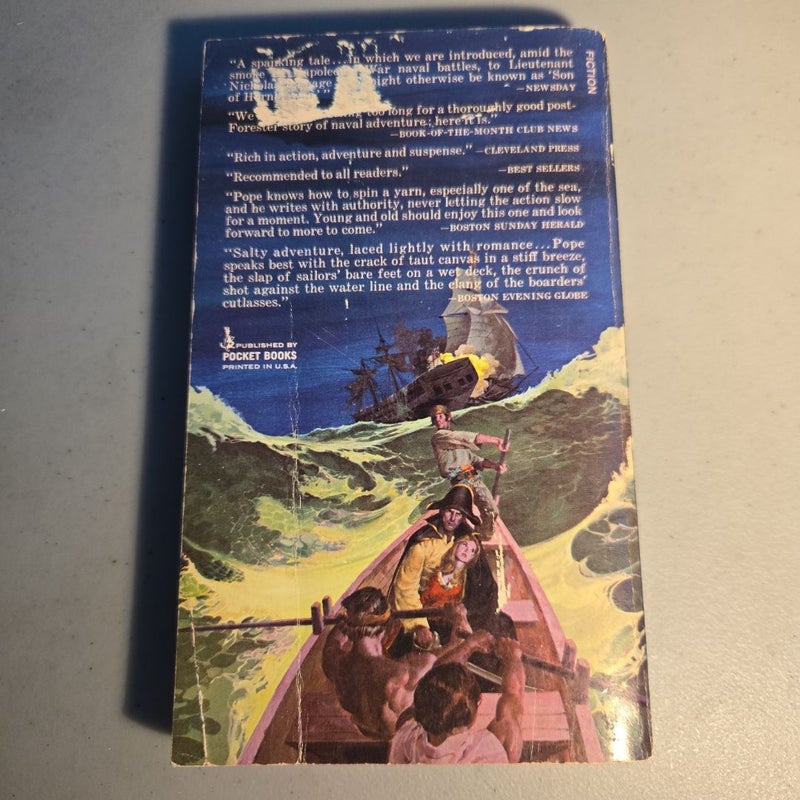 "A spanking tale...in which we are introduced, amid the
smoke War naval battles, to Lieutenant
might otherwise be known as 'Son
of
—NEWSDAY
"We too long for a thoroughly good post-
Forester story of naval adventure; here it is."
—BOOK-OF-THE-MONTH CLUB NEWS
"Rich in action, adventure and suspense." —CLEVELAND PRESS
"Recommended to all readers." —BEST SELLERS
"Pope knows how to spin a yarn, especially one of the sea,
and he writes with authority, never letting the action slow
for a moment. Young and old should enjoy this one and look
forward to more to come." —BOSTON SUNDAY HERALD
"Salty adventure, laced lightly with romance...Pope
speaks best with the crack of taut canvas in a stiff breeze,
the slap of sailors' bare feet on a wet deck, the crunch of
shot against the water line and the clang of the boarders'
cutlasses." —BOSTON EVENING GLOBE
PUBLISHED BY
POCKET BOOKS
PRINTED IN U.S.A.
FICTION